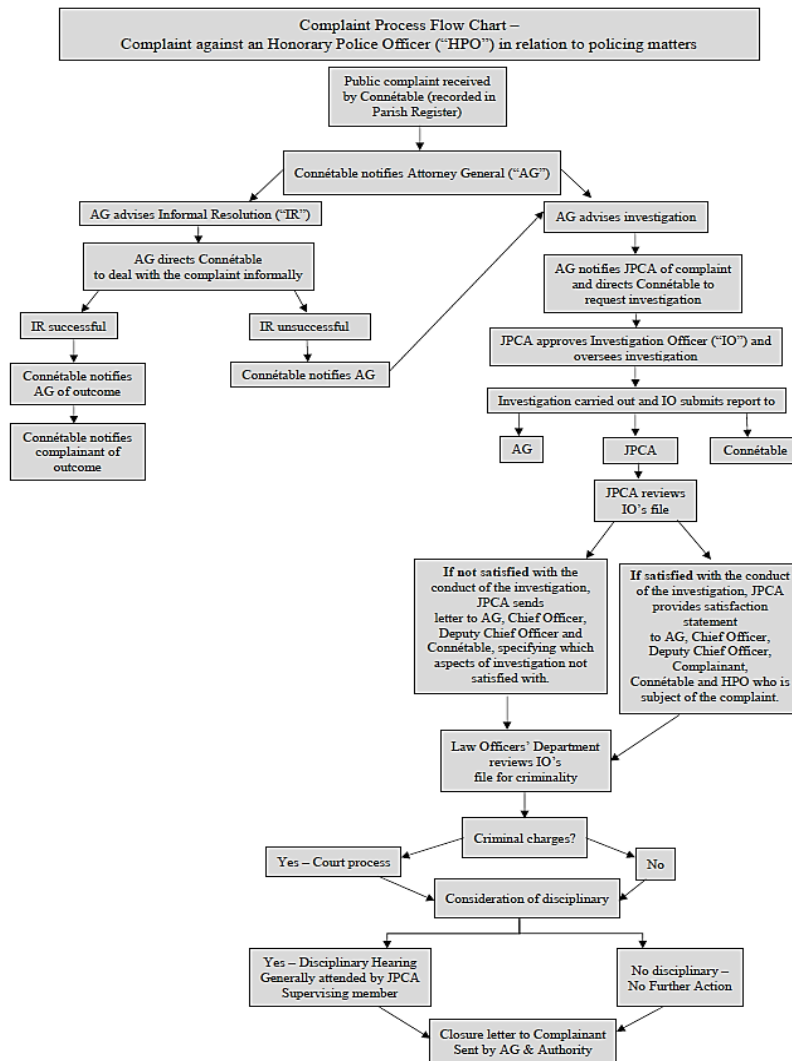 Complaint Process Flow Chart –
Complaint against an Honorary Police Officer (“HPO”) in relation to policing matters
Public complaint received
by Connétable (recorded in
Parish Register)
Connétable notifies Attorney General (“AG”)
AG advises Informal Resolution (“IR”)
AG advises investigation
AG directs Connétable
to deal with the complaint informally
AG notifies JPCA of complaint
and directs Connétable to
request investigation
IR successful
IR unsuccessful
JPCA approves Investigation Officer (“IO”) and
oversees investigation
Connétable notifies
AG of outcome
Connétable notifies AG
Investigation carried out and IO submits report to
Connétable notifies
complainant of
outcome
AG
JPCA
Connétable
JPCA reviews
IO’s file
If not satisfied with the
conduct of the investigation,
JPCA sends
letter to AG, Chief Officer,
Deputy Chief Officer and
Connétable, specifying which
aspects of investigation not
satisfied with.
If satisfied with the conduct
of the investigation, JPCA
provides satisfaction
statement
to AG, Chief Officer,
Deputy Chief Officer,
Complainant,
Connétable and HPO who is
subject of the complaint.
Law Officers’ Department
reviews IO’s
file for criminality
Criminal charges?
Yes – Court process
No
Consideration of disciplinary
Yes – Disciplinary Hearing
Generally attended by JPCA
Supervising member
No disciplinary –
No Further Action
Closure letter to Complainant
Sent by AG & Authority